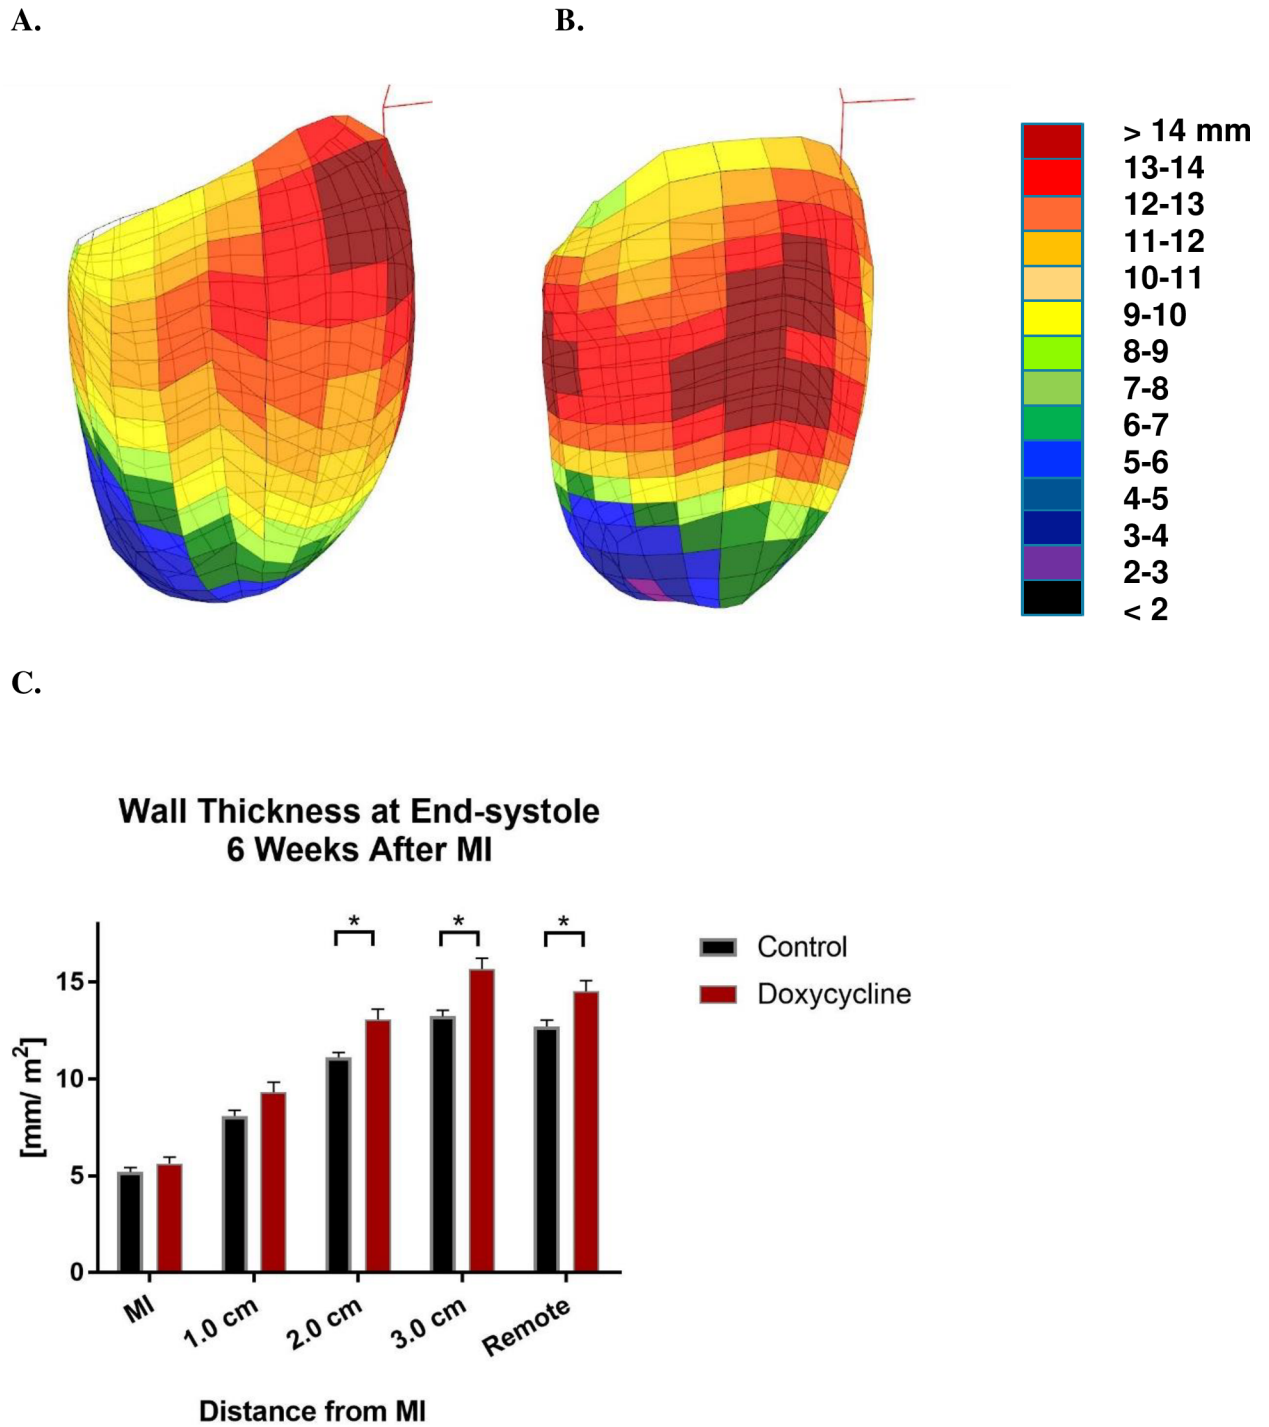 A.
B.
> 14 mm
13-14
12-13
11-12
10-11
9-10
8-9
7-8
6-7
5-6
4-5
3-4
2-3
< 2
C.
Wall Thickness at End-systole
6 Weeks After MI
[mm/ m²]
15
10
5
0
* * *
Control
Doxycycline
MI 1.0 cm 2.0 cm 3.0 cm Remote
Distance from MI